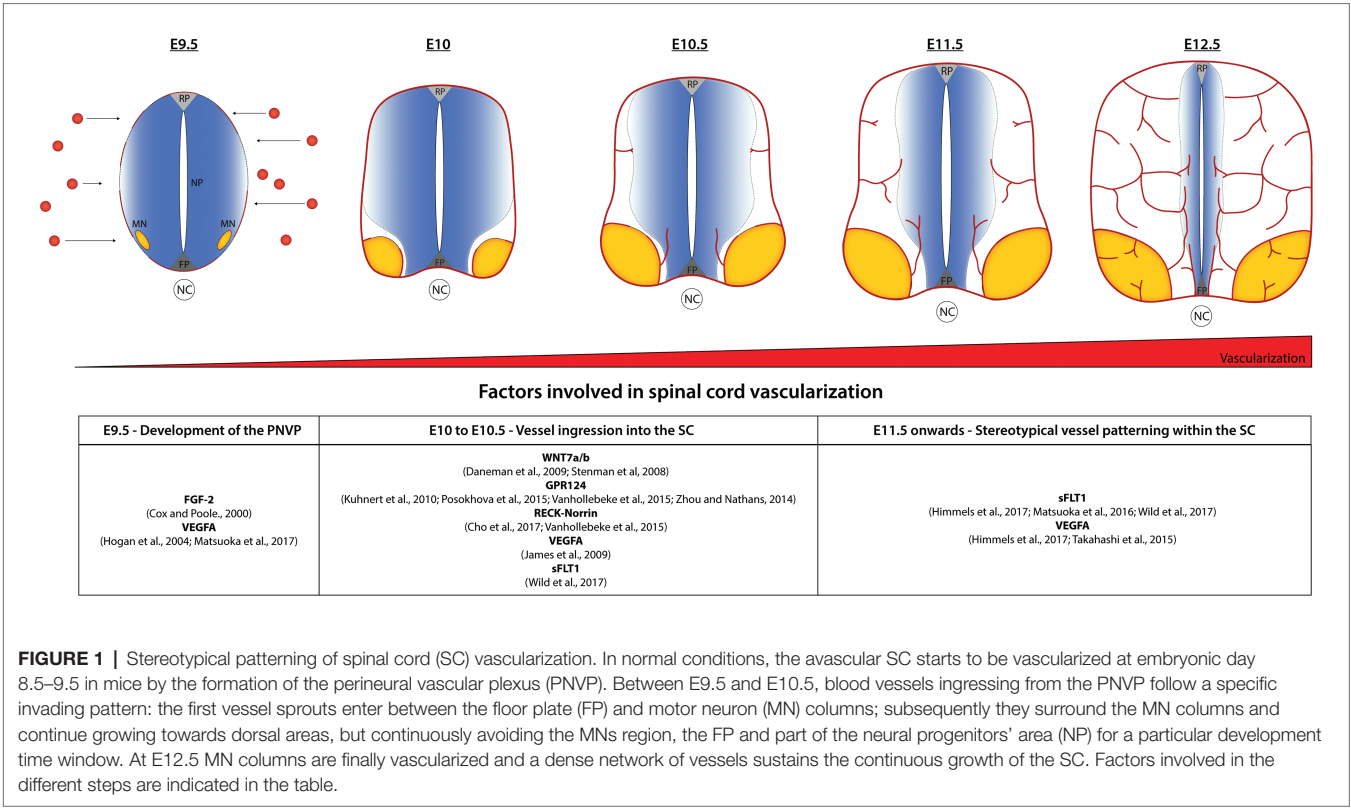 E9.5
E10
E10.5
E11.5
E12.5
RP
RP
RP
RP
RP
NP
MN
MN
FP
FP
FP
FP
FP
NC
NC
NC
NC
NC
Vascularization
Factors involved in spinal cord vascularization
E9.5 - Development of the PNVP
FGF-2
(Cox and Poole., 2000)
VEGFA
(Hogan et al., 2004; Matsuoka et al., 2017)
E10 to E10.5 - Vessel ingression into the SC
WNT7a/b
(Daneman et al., 2009; Stenman et al, 2008)
GPR124
(Kuhnert et al., 2010; Posokhova et al., 2015; Vanhollebeke et al., 2015; Zhou and Nathans, 2014)
RECK-Norrin
(Cho et al., 2017; Vanhollebeke et al., 2015)
VEGFA
(James et al., 2009)
sFLT1
(Wild et al., 2017)
E11.5 onwards - Stereotypical vessel patterning within the SC
sFLT1
(Himmels et al., 2017; Matsuoka et al., 2016; Wild et al., 2017)
VEGFA
(Himmels et al., 2017; Takahashi et al., 2015)
FIGURE 1 | Stereotypical patterning of spinal cord (SC) vascularization. In normal conditions, the avascular SC starts to be vascularized at embryonic day
8.5–9.5 in mice by the formation of the perineural vascular plexus (PNVP). Between E9.5 and E10.5, blood vessels ingressing from the PNVP follow a specific
invading pattern: the first vessel sprouts enter between the floor plate (FP) and motor neuron (MN) columns; subsequently they surround the MN columns and
continue growing towards dorsal areas, but continuously avoiding the MNs region, the FP and part of the neural progenitors' area (NP) for a particular development
time window. At E12.5 MN columns are finally vascularized and a dense network of vessels sustains the continuous growth of the SC. Factors involved in the
different steps are indicated in the table.